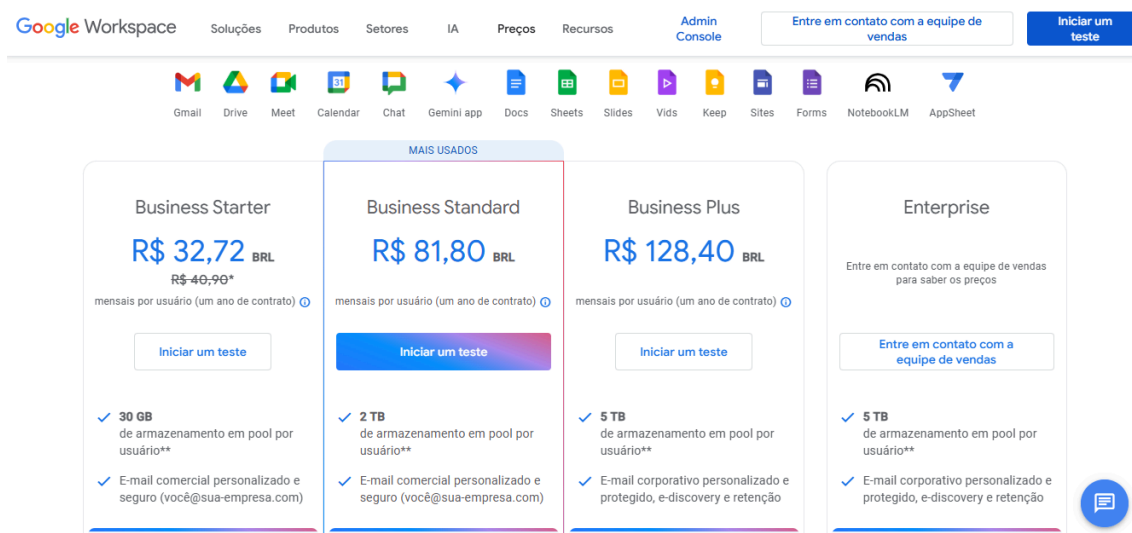 Google Workspace
Soluções
Produtos
Setores
IA
Preços
Recursos
Admin
Console
Entre em contato com a equipe de
vendas
Iniciar um
teste
31
Gmail
Drive
Meet
Calendar
Chat
Gemini app
Docs
Sheets
Slides
Vids
Keep
Sites
Forms
NotebookLM
AppSheet
MAIS USADOS
Business Starter
R$ 32,72 BRL
R$ 40,90*
mensais por usuário (um ano de contrato)
Iniciar um teste
30 GB
de armazenamento em pool por
usuário**
E-mail comercial personalizado e
seguro (você@sua-empresa.com)
Business Standard
R$ 81,80 BRL
mensais por usuário (um ano de contrato)
Iniciar um teste
2 TB
de armazenamento em pool por
usuário**
E-mail comercial personalizado e
seguro (você@sua-empresa.com)
Business Plus
R$ 128,40 BRL
mensais por usuário (um ano de contrato)
Iniciar um teste
5 TB
de armazenamento em pool por
usuário**
E-mail corporativo personalizado e
protegido, e-discovery e retenção
Enterprise
Entre em contato com a equipe de vendas
para saber os preços
Entre em contato com a
equipe de vendas
5 TB
de armazenamento em pool por
usuário**
E-mail corporativo personalizado e
protegido, e-discovery e retenção